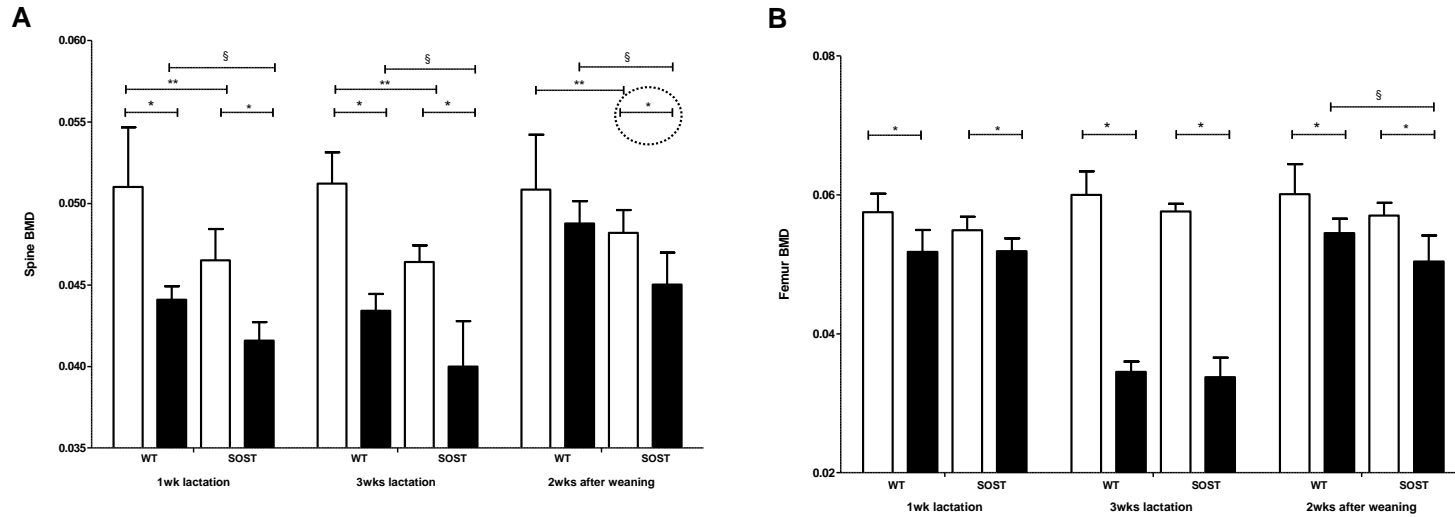 A
0.060
0.055
0.050
0.045
0.040
0.035
Spine BMD
§
**
*
*
§
**
*
*
§
**
*
WT
SOST
WT
SOST
WT
SOST
1wk lactation
3wks lactation
2wks after weaning
B
0.08
0.06
0.04
0.02
Femur BMD
*
*
*
*
§
*
*
WT
SOST
WT
SOST
WT
SOST
1wk lactation
3wks lactation
2wks after weaning